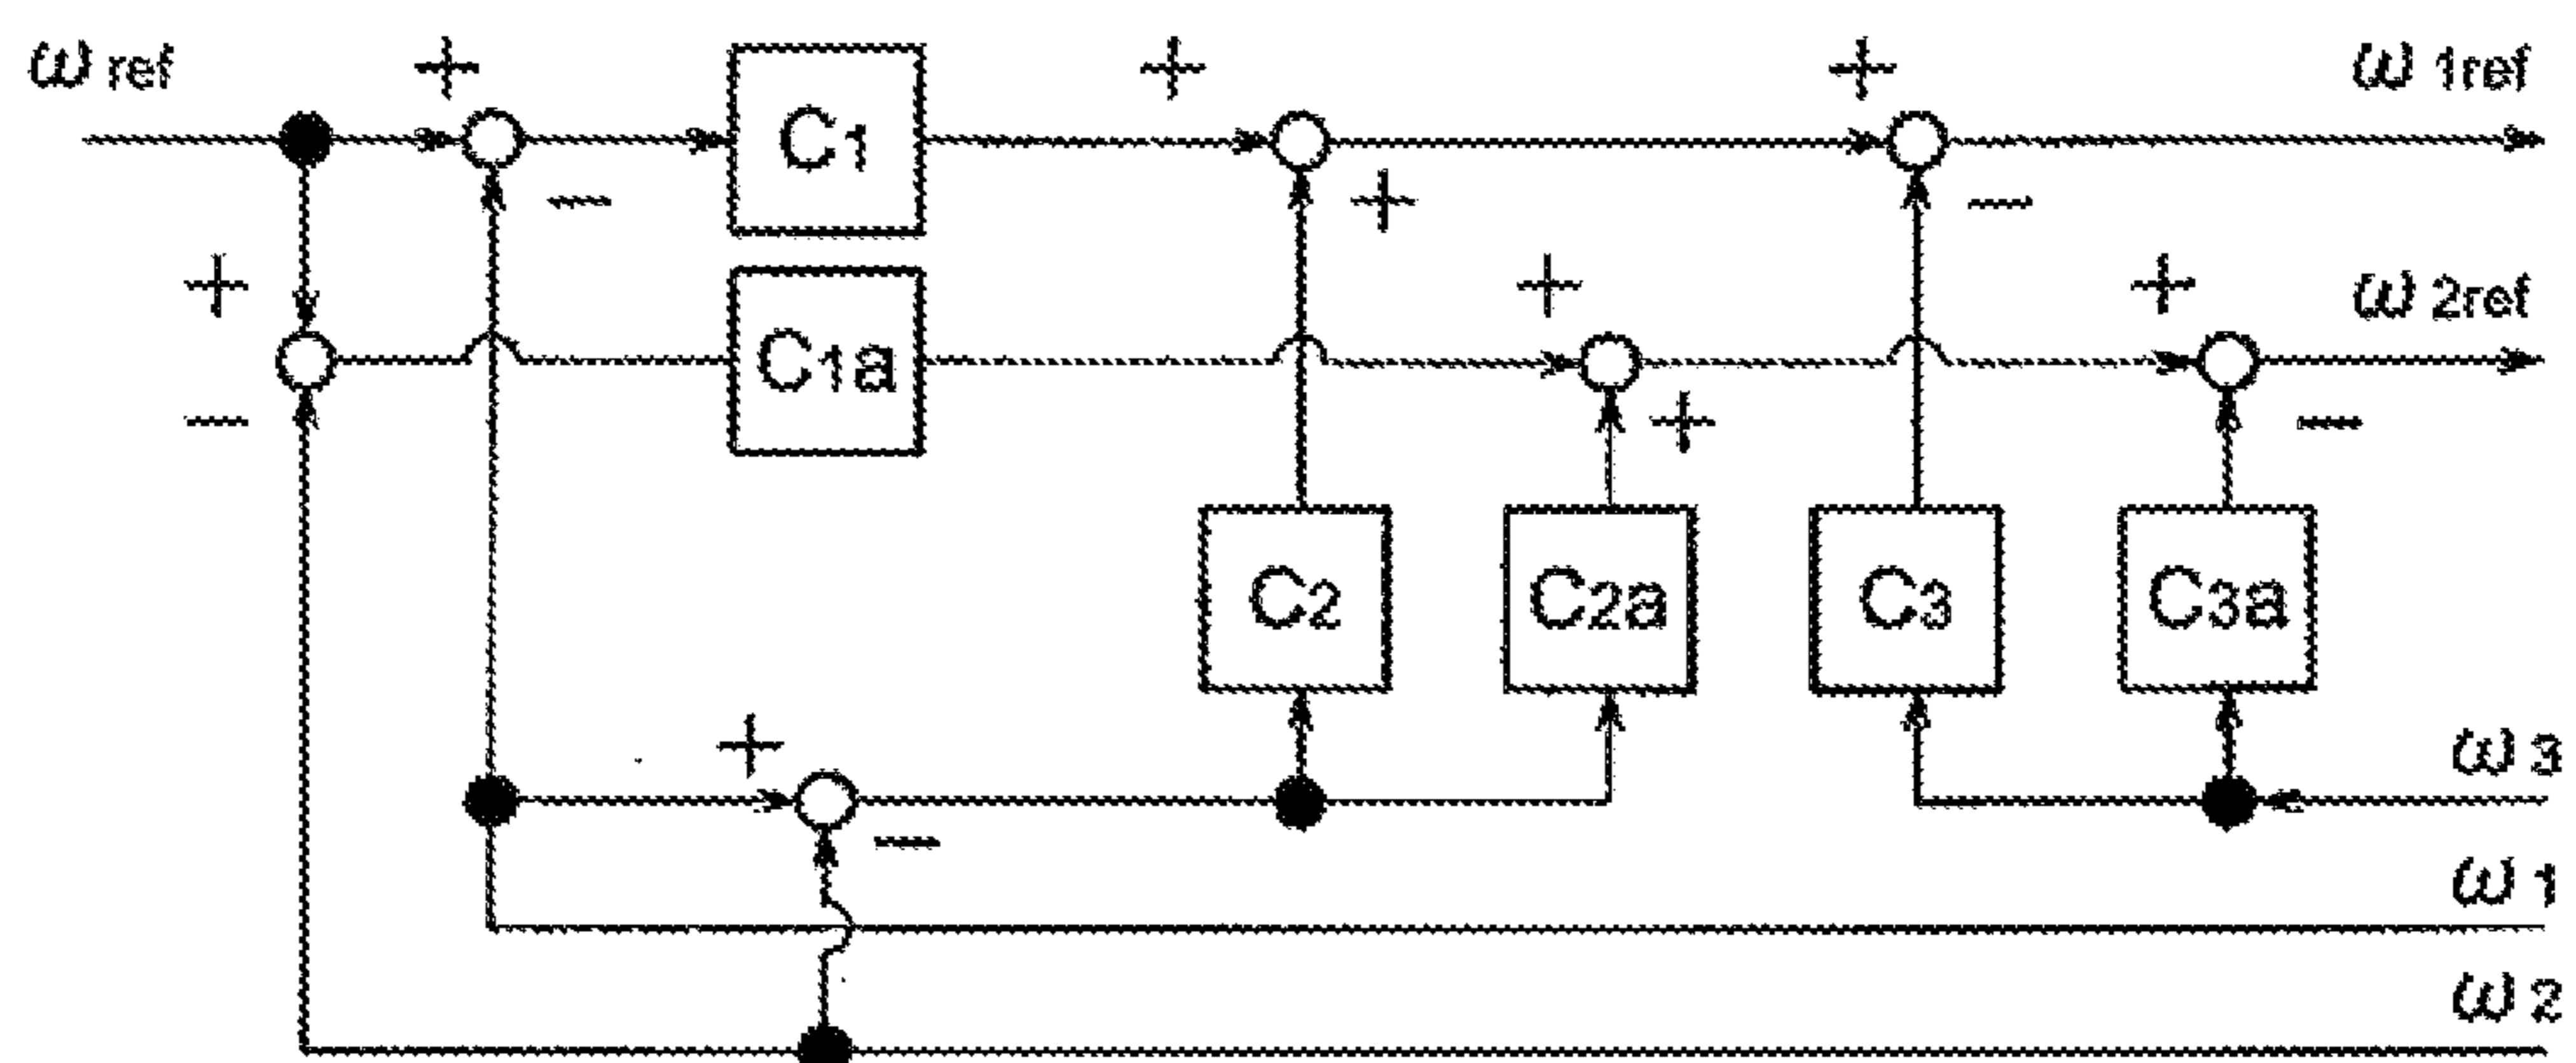 ω ref + + + ω 1ref
C1
− + −
+ C1a + + ω 2ref
− + −
C2 C2a C3 C3a
+ ω 3
−
ω 1
ω 2